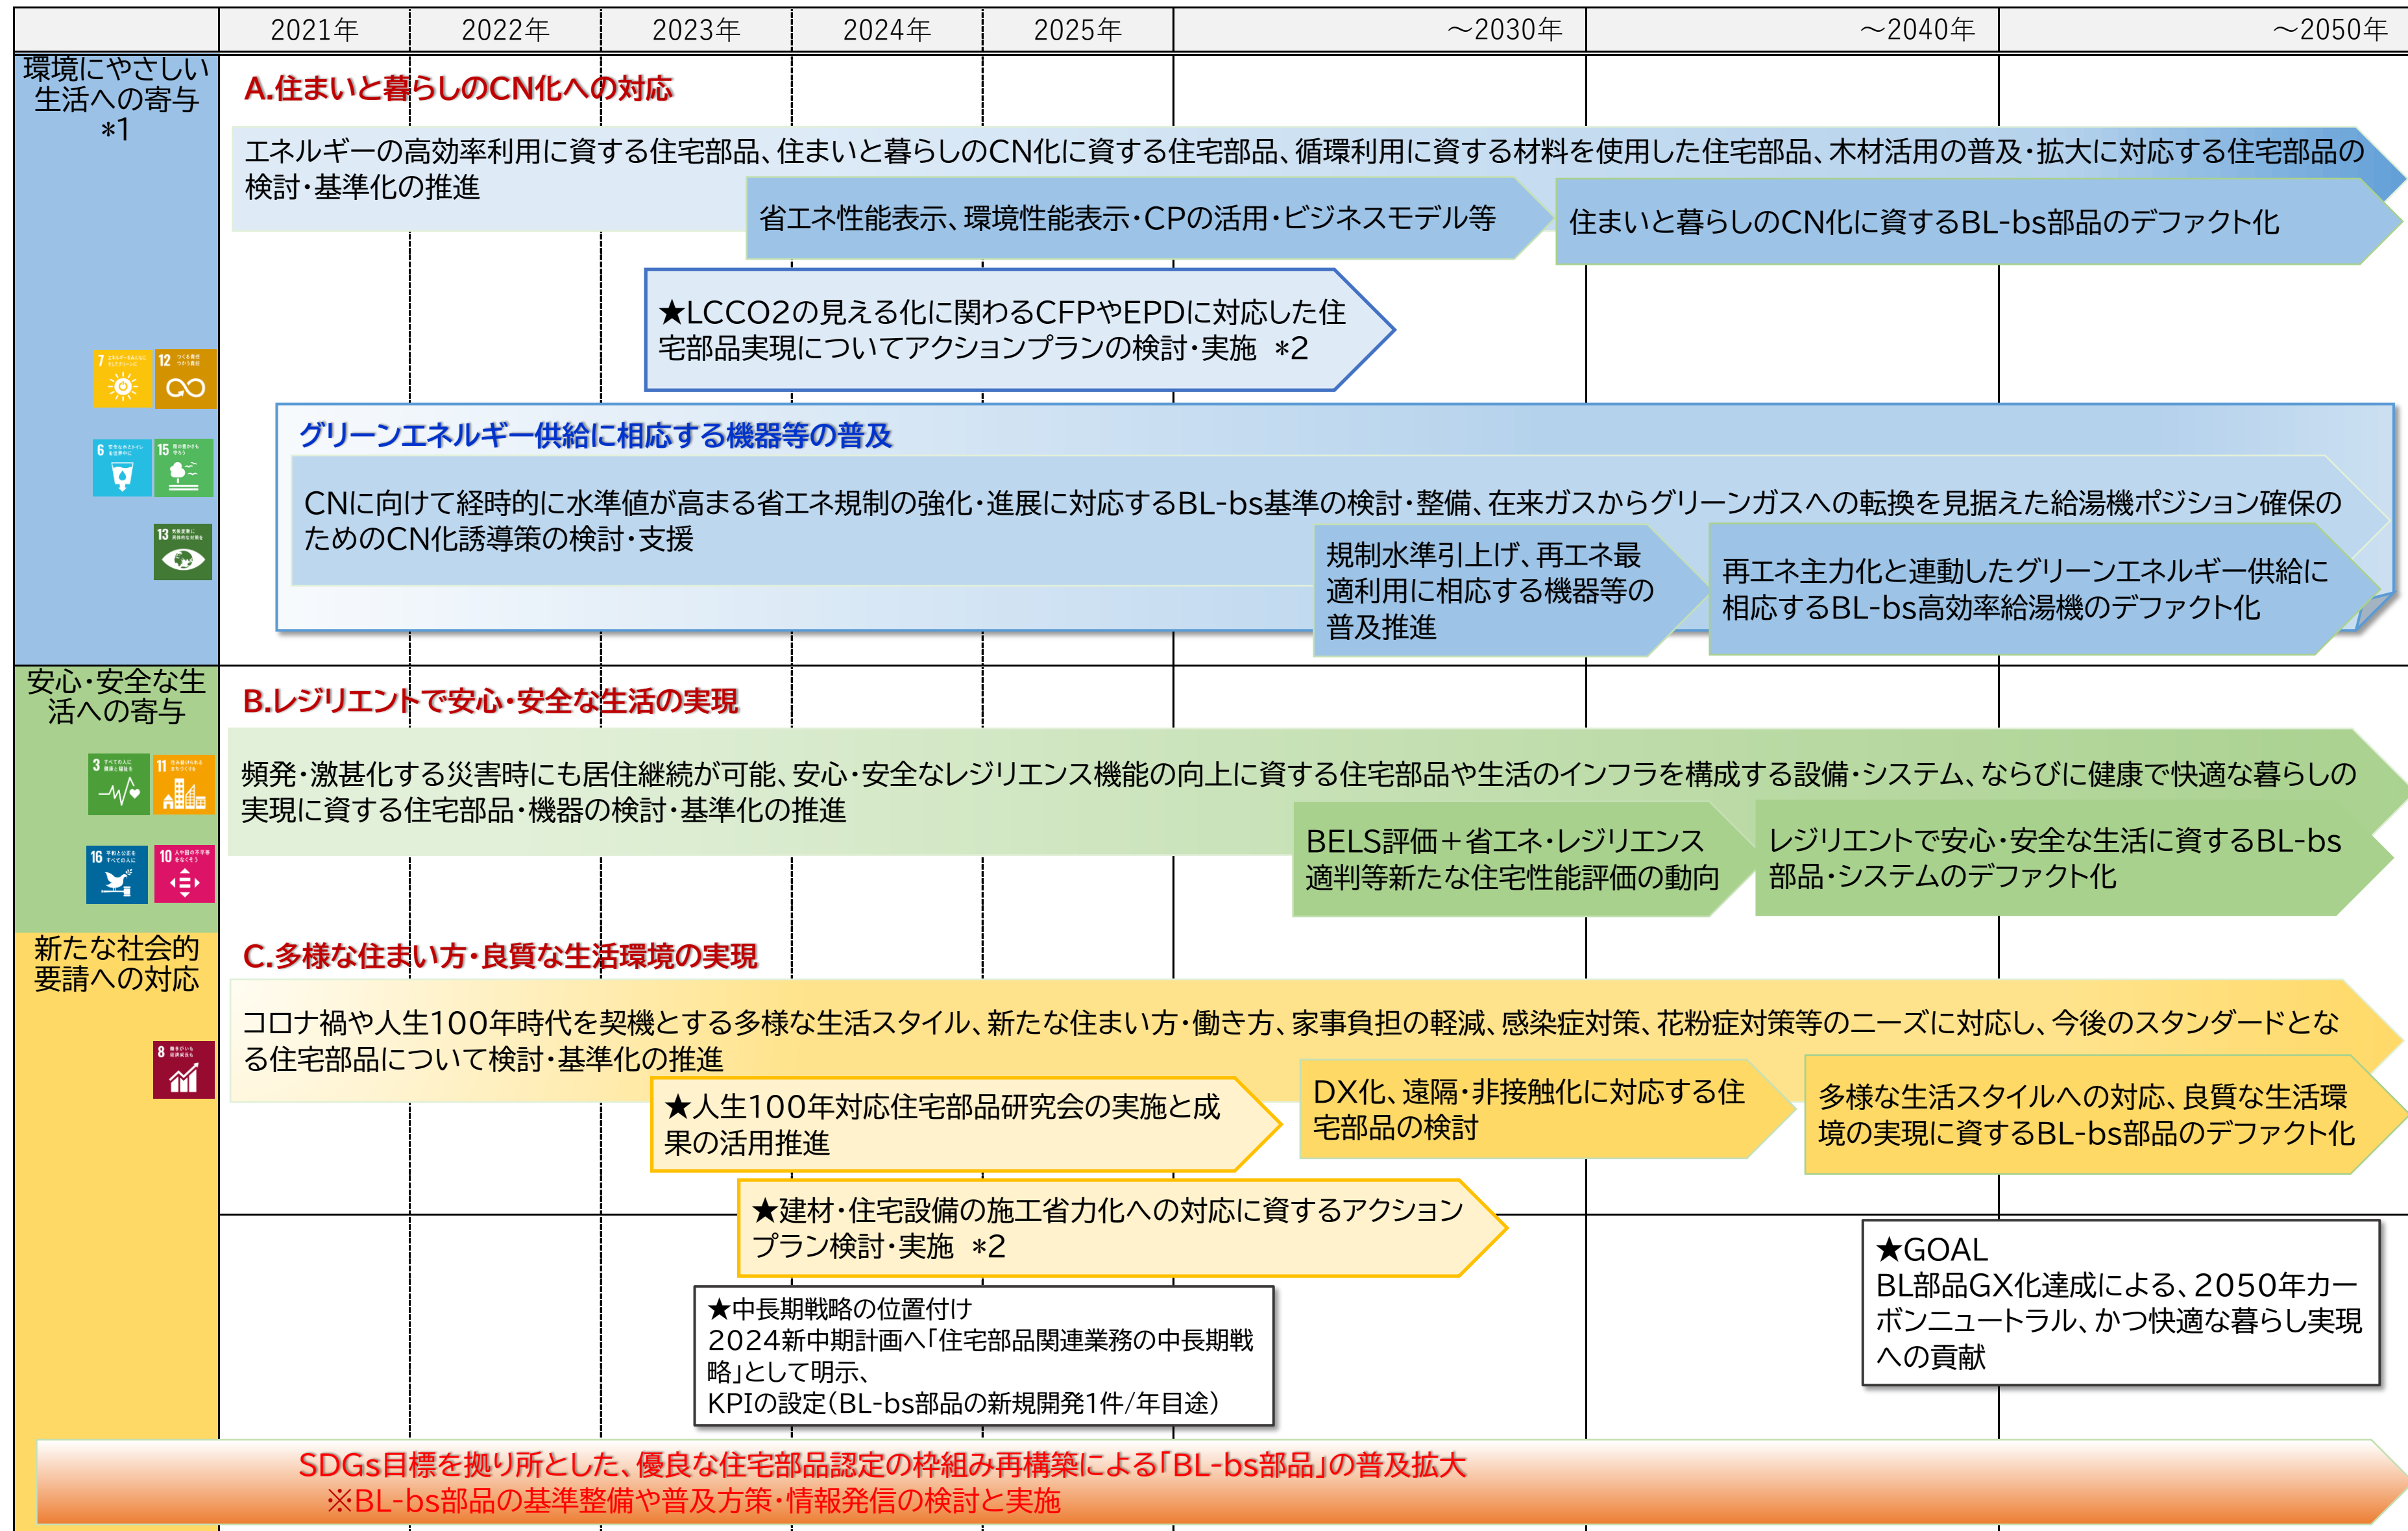 2021年 2022年 2023年 2024年 2025年 ～2030年 ～2040年 ～2050年
環境にやさしい
生活への寄与
*1
A.住まいと暮らしのCN化への対応
エネルギーの高効率利用に資する住宅部品、住まいと暮らしのCN化に資する住宅部品、循環利用に資する材料を使用した住宅部品、木材活用の普及・拡大に対応する住宅部品の
検討・基準化の推進
省エネ性能表示、環境性能表示・CPの活用・ビジネスモデル等
住まいと暮らしのCN化に資するBL-bs部品のデファクト化
★LCCO2の見える化に関わるCFPやEPDに対応した住
宅部品実現についてアクションプランの検討・実施 *2
7
12
6
15
13
グリーンエネルギー供給に相応する機器等の普及
CNに向けて経時的に水準値が高まる省エネ規制の強化・進展に対応するBL-bs基準の検討・整備、在来ガスからグリーンガスへの転換を見据えた給湯機ポジション確保の
ためのCN化誘導策の検討・支援
規制水準引上げ、再エネ最
適利用に相応する機器等の
普及推進
再エネ主力化と連動したグリーンエネルギー供給に
相応するBL-bs高効率給湯機のデファクト化
安心・安全な生
活への寄与
3
11
16
10
B.レジリエントで安心・安全な生活の実現
頻発・激甚化する災害時にも居住継続が可能、安心・安全なレジリエンス機能の向上に資する住宅部品や生活のインフラを構成する設備・システム、ならびに健康で快適な暮らしの
実現に資する住宅部品・機器の検討・基準化の推進
BELS評価＋省エネ・レジリエンス
適判等新たな住宅性能評価の動向
レジリエントで安心・安全な生活に資するBL-bs
部品・システムのデファクト化
新たな社会的
要請への対応
8
C.多様な住まい方・良質な生活環境の実現
コロナ禍や人生100年時代を契機とする多様な生活スタイル、新たな住まい方・働き方、家事負担の軽減、感染症対策、花粉症対策等のニーズに対応し、今後のスタンダードとな
る住宅部品について検討・基準化の推進
★人生100年対応住宅部品研究会の実施と成
果の活用推進
DX化、遠隔・非接触化に対応する住
宅部品の検討
多様な生活スタイルへの対応、良質な生活環
境の実現に資するBL-bs部品のデファクト化
★建材・住宅設備の施工省力化への対応に資するアクション
プラン検討・実施 *2
★中長期戦略の位置付け
2024新中期計画へ「住宅部品関連業務の中長期戦
略」として明示、
KPIの設定（BL-bs部品の新規開発1件/年目途）
★GOAL
BL部品GX化達成による、2050年カー
ボンニュートラル、かつ快適な暮らし実現
への貢献
SDGs目標を拠り所とした、優良な住宅部品認定の枠組み再構築による「BL-bs部品」の普及拡大
※BL-bs部品の基準整備や普及方策・情報発信の検討と実施